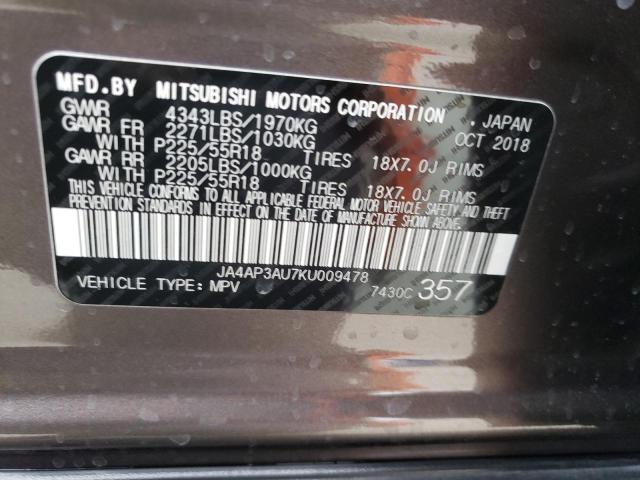 MFD.BY MITSUBISHI MOTORS CORPORATION, JAPAN
GVWR 4343LBS/1970KG OCT 2018
GAWR FR 2271LBS/1030KG
WITH P225/55R18 TIRES 18X7.0J RIMS
GAWR RR 2205LBS/1000KG
WITH P225/55R18 TIRES 18X7.0J RIMS
THIS VEHICLE CONFORMS TO ALL APPLICABLE FEDERAL MOTOR VEHICLE SAFETY AND THEFT
PREVENTION STANDARDS IN EFFECT ON THE DATE OF MANUFACTURE SHOWN ABOVE.
JA4AP3AU7KU009478
VEHICLE TYPE: MPV 7430C 357